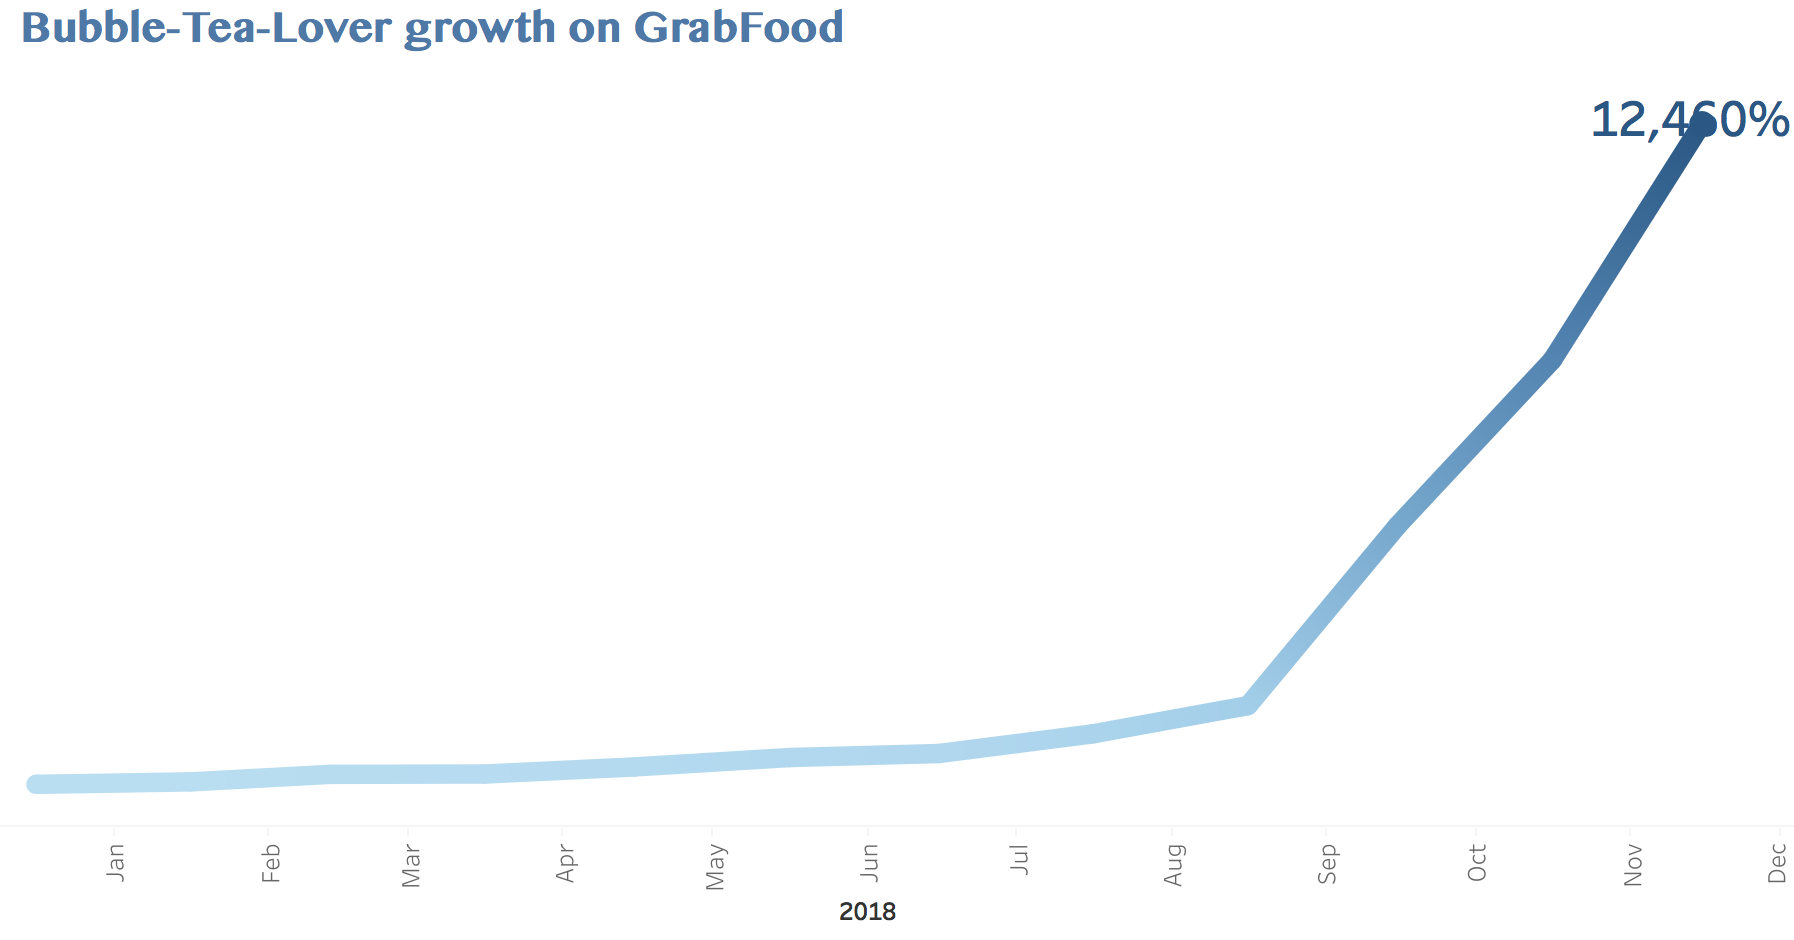 Bubble-Tea-Lover growth on GrabFood
12,460%
Jan Feb Mar Apr May Jun Jul Aug Sep Oct Nov Dec
2018